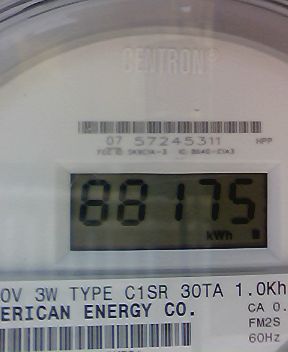 CENTRON®
07 57245311 HPP
88175
kWh
0V 3W TYPE C1SR 30TA 1.0Kh
ERICAN ENERGY CO. CA 0.
FM2S
60Hz